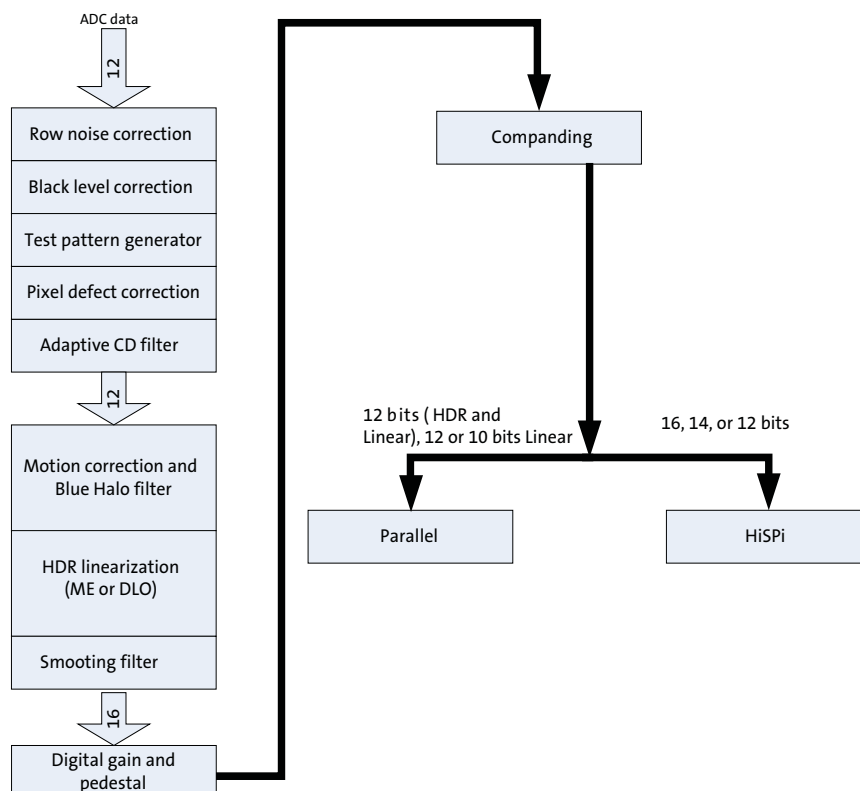 ADC data
12
Row noise correction
Black level correction
Test pattern generator
Pixel defect correction
Adaptive CD filter
12
Motion correction and
Blue Halo filter
HDR linearization
(ME or DLO)
Smooting filter
16
Digital gain and
pedestal
Companding
12 bits ( HDR and
Linear), 12 or 10 bits Linear
16, 14, or 12 bits
Parallel
HiSPi